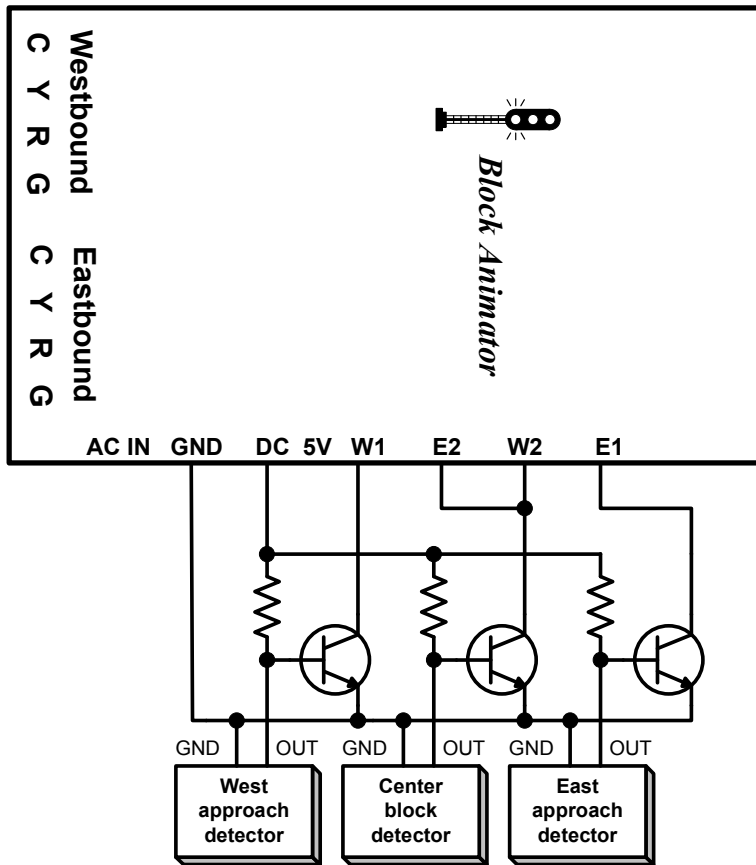 Westbound
C Y R G
Eastbound
C Y R G
Block Animator
AC IN GND DC 5V W1 E2 W2 E1
GND OUT GND OUT GND OUT
West
approach
detector
Center
block
detector
East
approach
detector